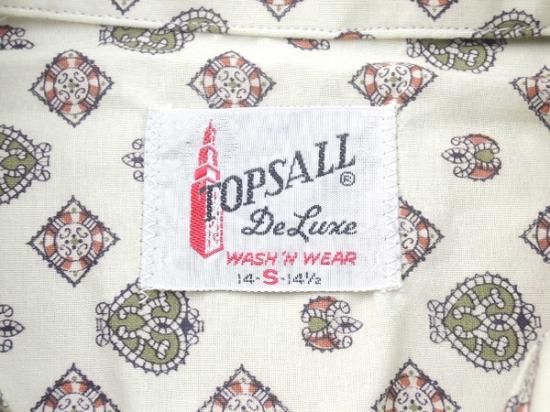 TOPSALL ®
De Luxe
WASH 'N WEAR
14-S-14½